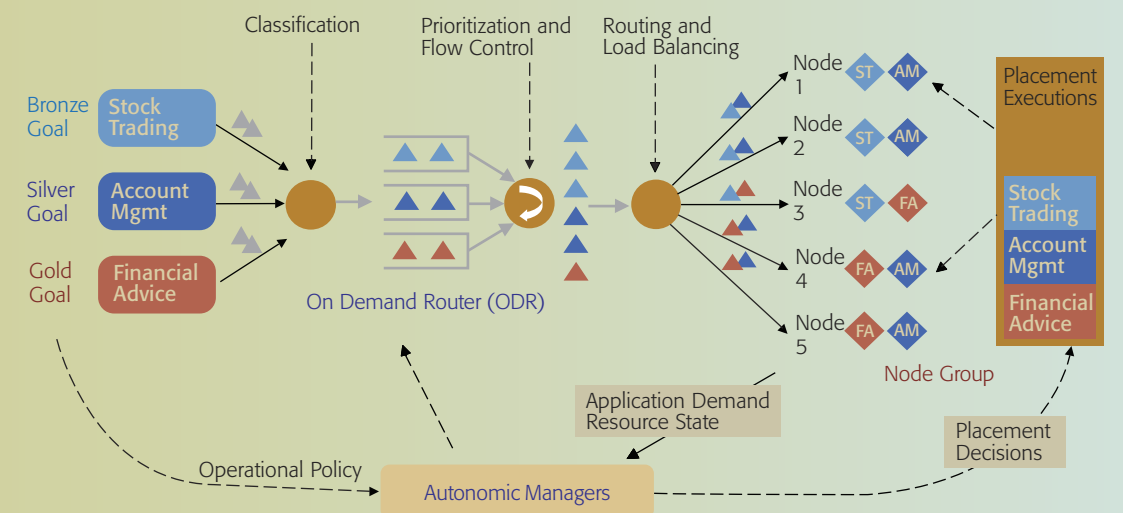 Classification
Prioritization and
Flow Control
Routing and
Load Balancing
Bronze
Goal
Stock
Trading
Silver
Goal
Account
Mgmt
Gold
Goal
Financial
Advice
On Demand Router (ODR)
Node
1
ST
AM
Node
2
ST
AM
Node
3
ST
FA
Node
4
FA
AM
Node
5
FA
AM
Node Group
Placement
Executions
Stock
Trading
Account
Mgmt
Financial
Advice
Application Demand
Resource State
Placement
Decisions
Operational Policy
Autonomic Managers